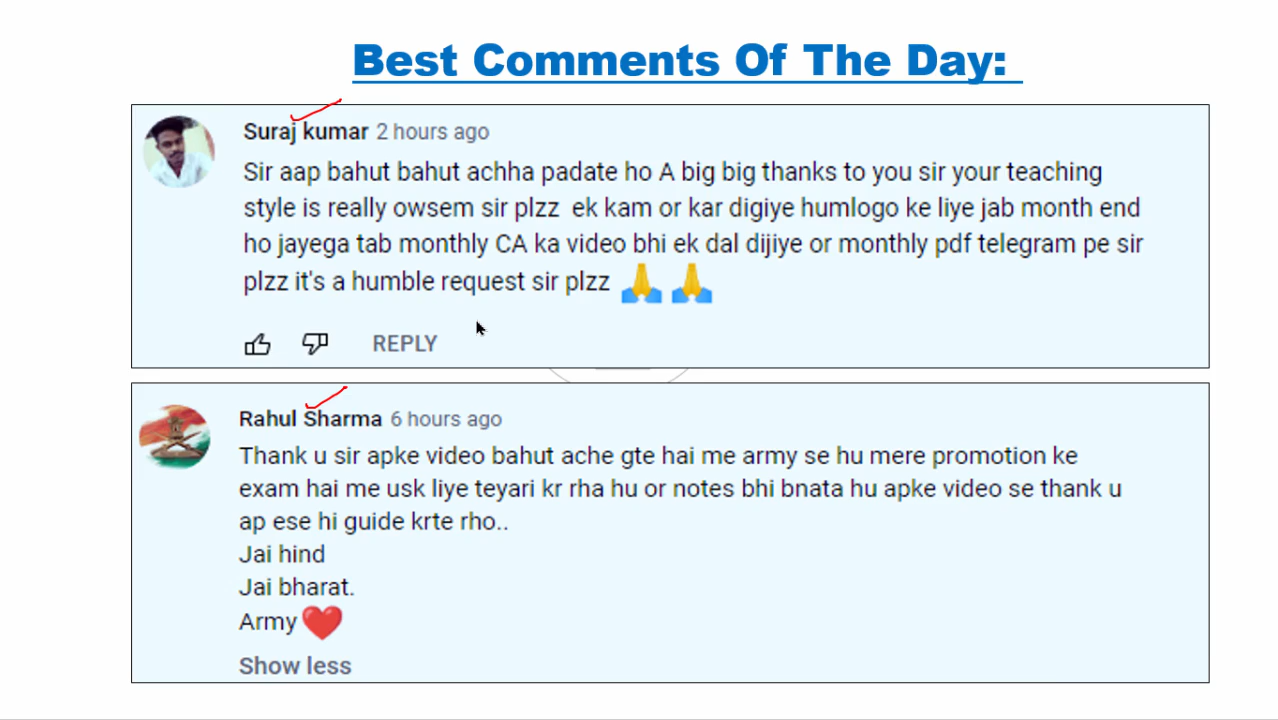 Best Comments Of The Day:
Suraj kumar 2 hours ago
Sir aap bahut bahut achha padate ho A big big thanks to you sir your teaching
style is really owsem sir plzz ek kam or kar digiye humlogo ke liye jab month end
ho jayega tab monthly CA ka video bhi ek dal dijiye or monthly pdf telegram pe sir
plzz it's a humble request sir plzz 🙏 🙏
REPLY
Rahul Sharma 6 hours ago
Thank u sir apke video bahut ache gte hai me army se hu mere promotion ke
exam hai me usk liye teyari kr rha hu or notes bhi bnata hu apke video se thank u
ap ese hi guide krte rho..
Jai hind
Jai bharat.
Army ❤️
Show less